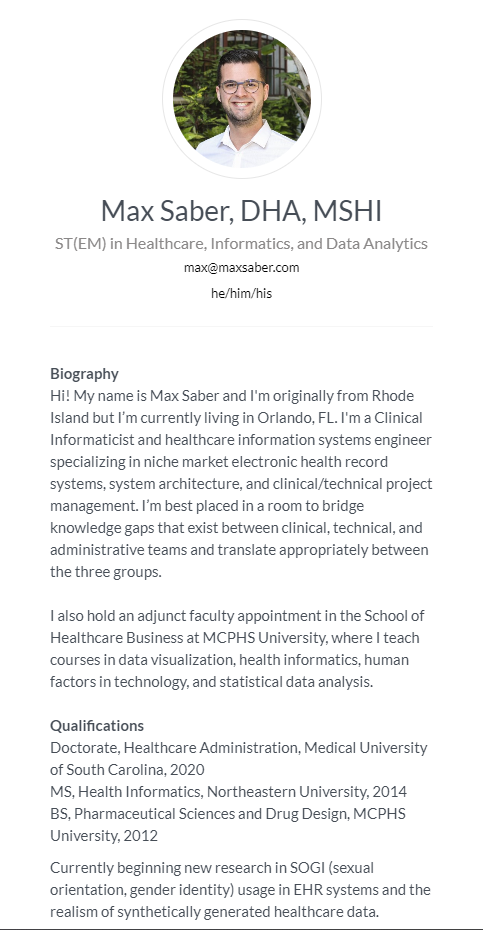 Max Saber, DHA, MSHI
ST(EM) in Healthcare, Informatics, and Data Analytics
max@maxsaber.com
he/him/his
Biography
Hi! My name is Max Saber and I'm originally from Rhode
Island but I’m currently living in Orlando, FL. I'm a Clinical
Informaticist and healthcare information systems engineer
specializing in niche market electronic health record
systems, system architecture, and clinical/technical project
management. I’m best placed in a room to bridge
knowledge gaps that exist between clinical, technical, and
administrative teams and translate appropriately between
the three groups.
I also hold an adjunct faculty appointment in the School of
Healthcare Business at MCPHS University, where I teach
courses in data visualization, health informatics, human
factors in technology, and statistical data analysis.
Qualifications
Doctorate, Healthcare Administration, Medical University
of South Carolina, 2020
MS, Health Informatics, Northeastern University, 2014
BS, Pharmaceutical Sciences and Drug Design, MCPHS
University, 2012
Currently beginning new research in SOGI (sexual
orientation, gender identity) usage in EHR systems and the
realism of synthetically generated healthcare data.